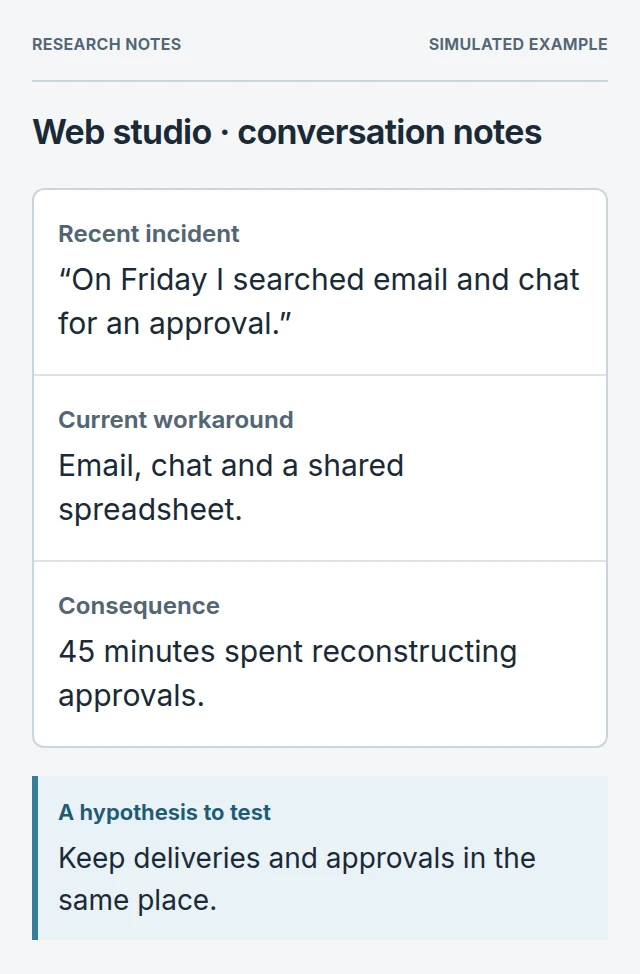 RESEARCH NOTES
SIMULATED EXAMPLE
Web studio · conversation notes
Recent incident
“On Friday I searched email and chat
for an approval.”
Current workaround
Email, chat and a shared
spreadsheet.
Consequence
45 minutes spent reconstructing
approvals.
A hypothesis to test
Keep deliveries and approvals in the
same place.